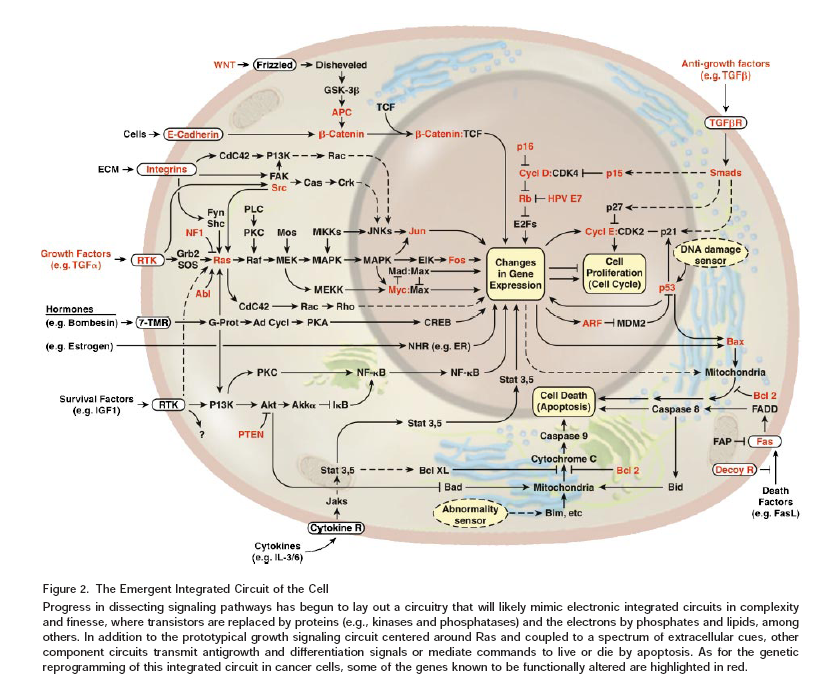 WNT
Frizzled
Disheveled
GSK-3β
APC
TCF
Cells
E-Cadherin
β-Catenin
β-Catenin:TCF
Anti-growth factors
(e.g. TGFβ)
TGFβR
ECM
Integrins
CdC42
P13K
Rac
FAK
Src
Cas
Crk
p16
Cycl D:CDK4
p15
Smads
Rb
HPV E7
E2Fs
p27
Cycl E:CDK2
p21
Fyn
Shc
PLC
PKC
Mos
MKKs
JNKs
Jun
NF1
Growth Factors
(e.g. TGFα)
RTK
Grb2
SOS
Ras
Raf
MEK
MAPK
MAPK
ElK
Fos
Abl
MEKK
Mad:Max
Myc:Max
Changes
in Gene
Expression
Cell
Proliferation
(Cell Cycle)
DNA damage
sensor
p53
CdC42
Rac
Rho
Hormones
(e.g. Bombesin)
7-TMR
G-Prot
Ad Cycl
PKA
CREB
ARF
MDM2
(e.g. Estrogen)
NHR (e.g. ER)
Bax
PKC
NF-κB
NF-κB
Stat 3,5
Mitochondria
Survival Factors
(e.g. IGF1)
RTK
P13K
Akt
Akkα
IκB
?
PTEN
Stat 3,5
Cell Death
(Apoptosis)
Bcl 2
Caspase 8
FADD
Caspase 9
FAP
Fas
Cytochrome C
Stat 3,5
Bcl XL
Bcl 2
Decoy R
Bad
Mitochondria
Bid
Jaks
Abnormality
sensor
Bim, etc
Death
Factors
(e.g. FasL)
Cytokine R
Cytokines
(e.g. IL-3/6)
Figure 2. The Emergent Integrated Circuit of the Cell
Progress in dissecting signaling pathways has begun to lay out a circuitry that will likely mimic electronic integrated circuits in complexity
and finesse, where transistors are replaced by proteins (e.g., kinases and phosphatases) and the electrons by phosphates and lipids, among
others. In addition to the prototypical growth signaling circuit centered around Ras and coupled to a spectrum of extracellular cues, other
component circuits transmit antigrowth and differentiation signals or mediate commands to live or die by apoptosis. As for the genetic
reprogramming of this integrated circuit in cancer cells, some of the genes known to be functionally altered are highlighted in red.